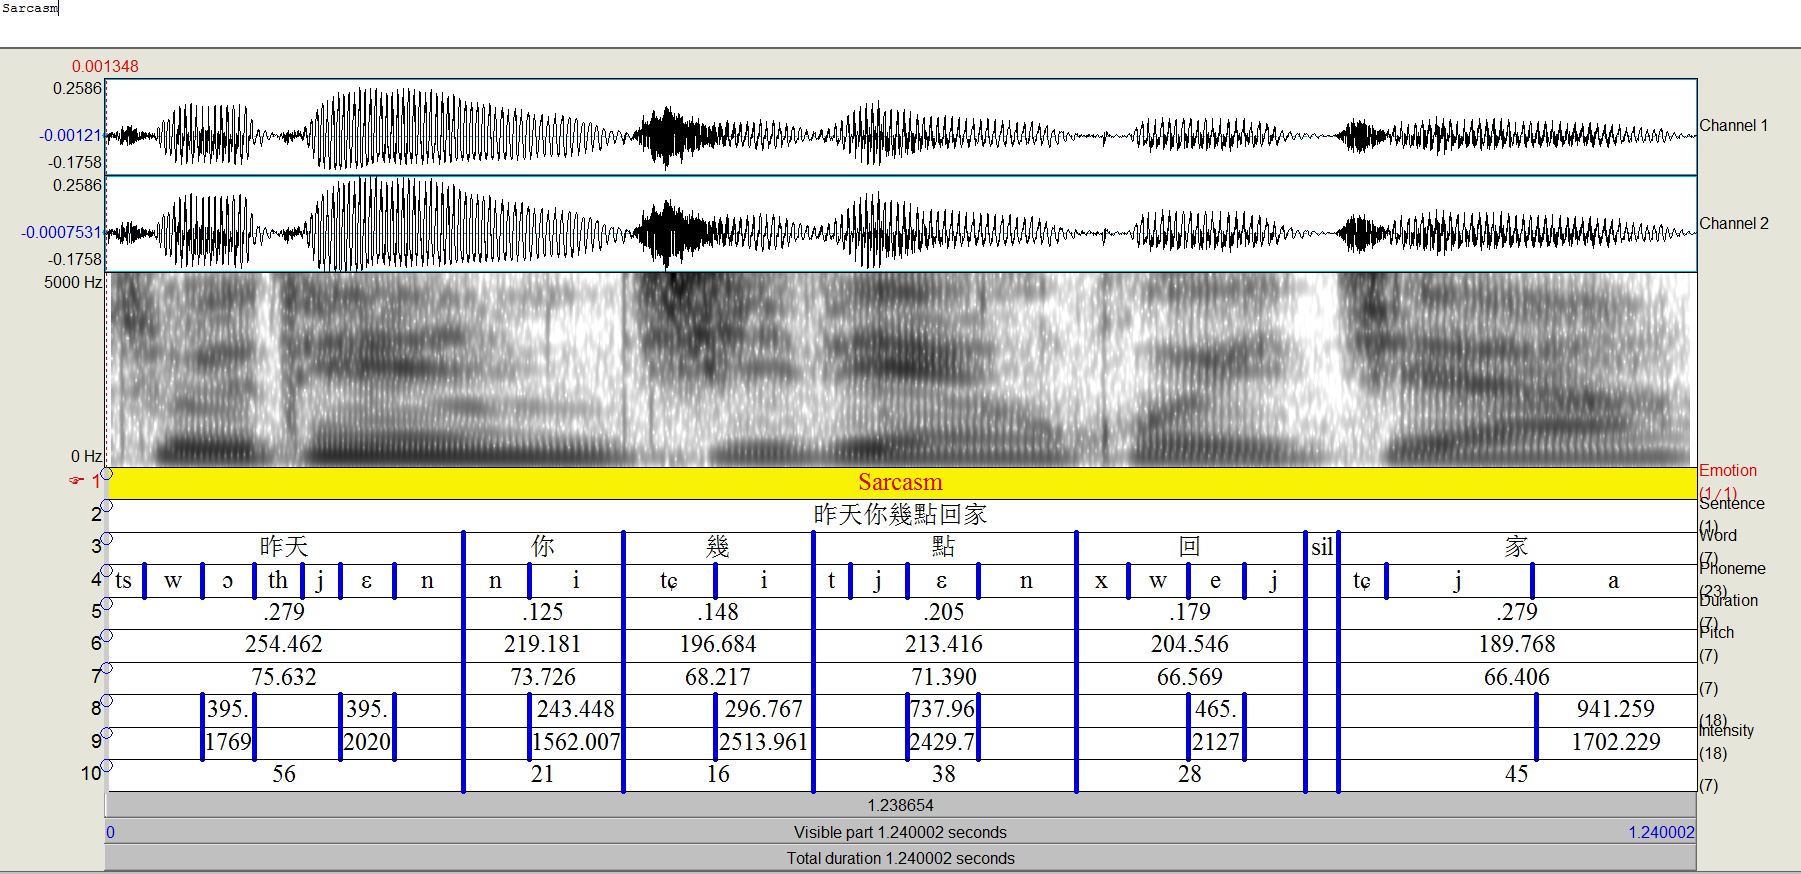 Sarcasm
0.001348
0.2586
-0.00121
-0.1758
Channel 1
0.2586
-0.0007531
-0.1758
Channel 2
5000 Hz
0 Hz
1 Sarcasm Emotion (1/1)
2 昨天你幾點回家 Sentence (1)
3 昨天 你 幾 點 回 sil 家 Word (7)
4 ts w ɔ th j ɛ n n i tɕ i t j ɛ n x w e j tɕ j a Phoneme (23)
5 .279 .125 .148 .205 .179 .279 Duration (7)
6 254.462 219.181 196.684 213.416 204.546 189.768 Pitch (7)
7 75.632 73.726 68.217 71.390 66.569 66.406 (7)
8 395. 395. 243.448 296.767 737.96 465. 941.259 (18)
9 1769 2020 1562.007 2513.961 2429.7 2127 1702.229 Intensity (18)
10 56 21 16 38 28 45 (7)
1.238654
0 Visible part 1.240002 seconds 1.240002
Total duration 1.240002 seconds